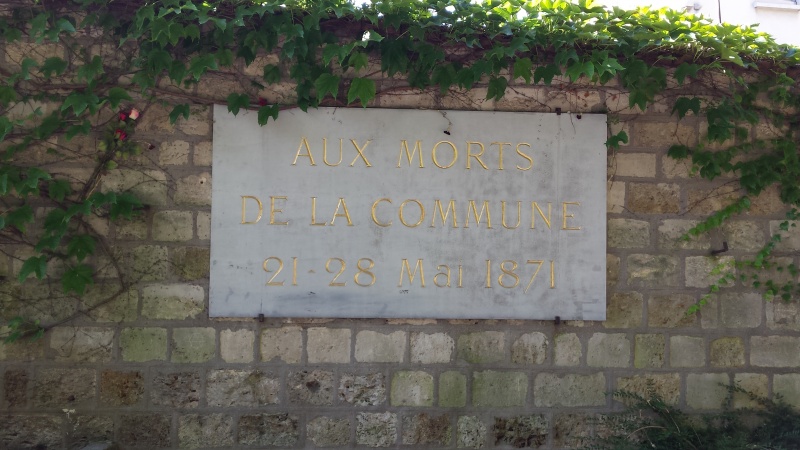 AUX MORTS
DE LA COMMUNE
21-28 Mai 1871